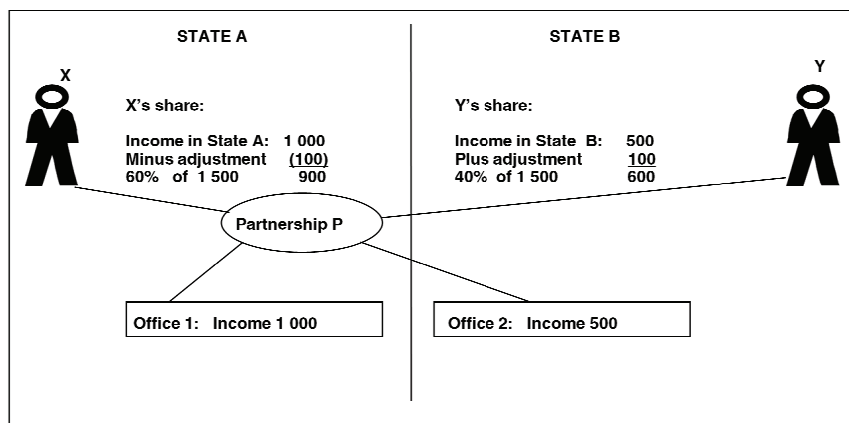 STATE A
STATE B
X
Y
X's share:
Income in State A: 1 000
Minus adjustment (100)
60% of 1 500 900
Y's share:
Income in State B: 500
Plus adjustment 100
40% of 1 500 600
Partnership P
Office 1: Income 1 000
Office 2: Income 500